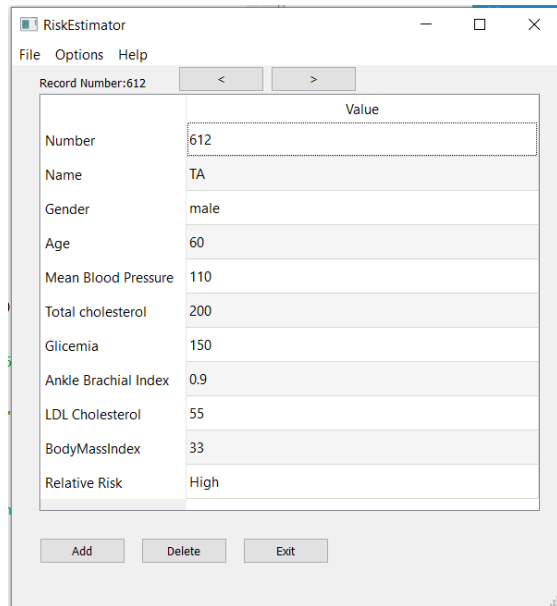 RiskEstimator
File Options Help
Record Number:612 < >
Value
Number 612
Name TA
Gender male
Age 60
Mean Blood Pressure 110
Total cholesterol 200
Glicemia 150
Ankle Brachial Index 0.9
LDL Cholesterol 55
BodyMassIndex 33
Relative Risk High
Add Delete Exit